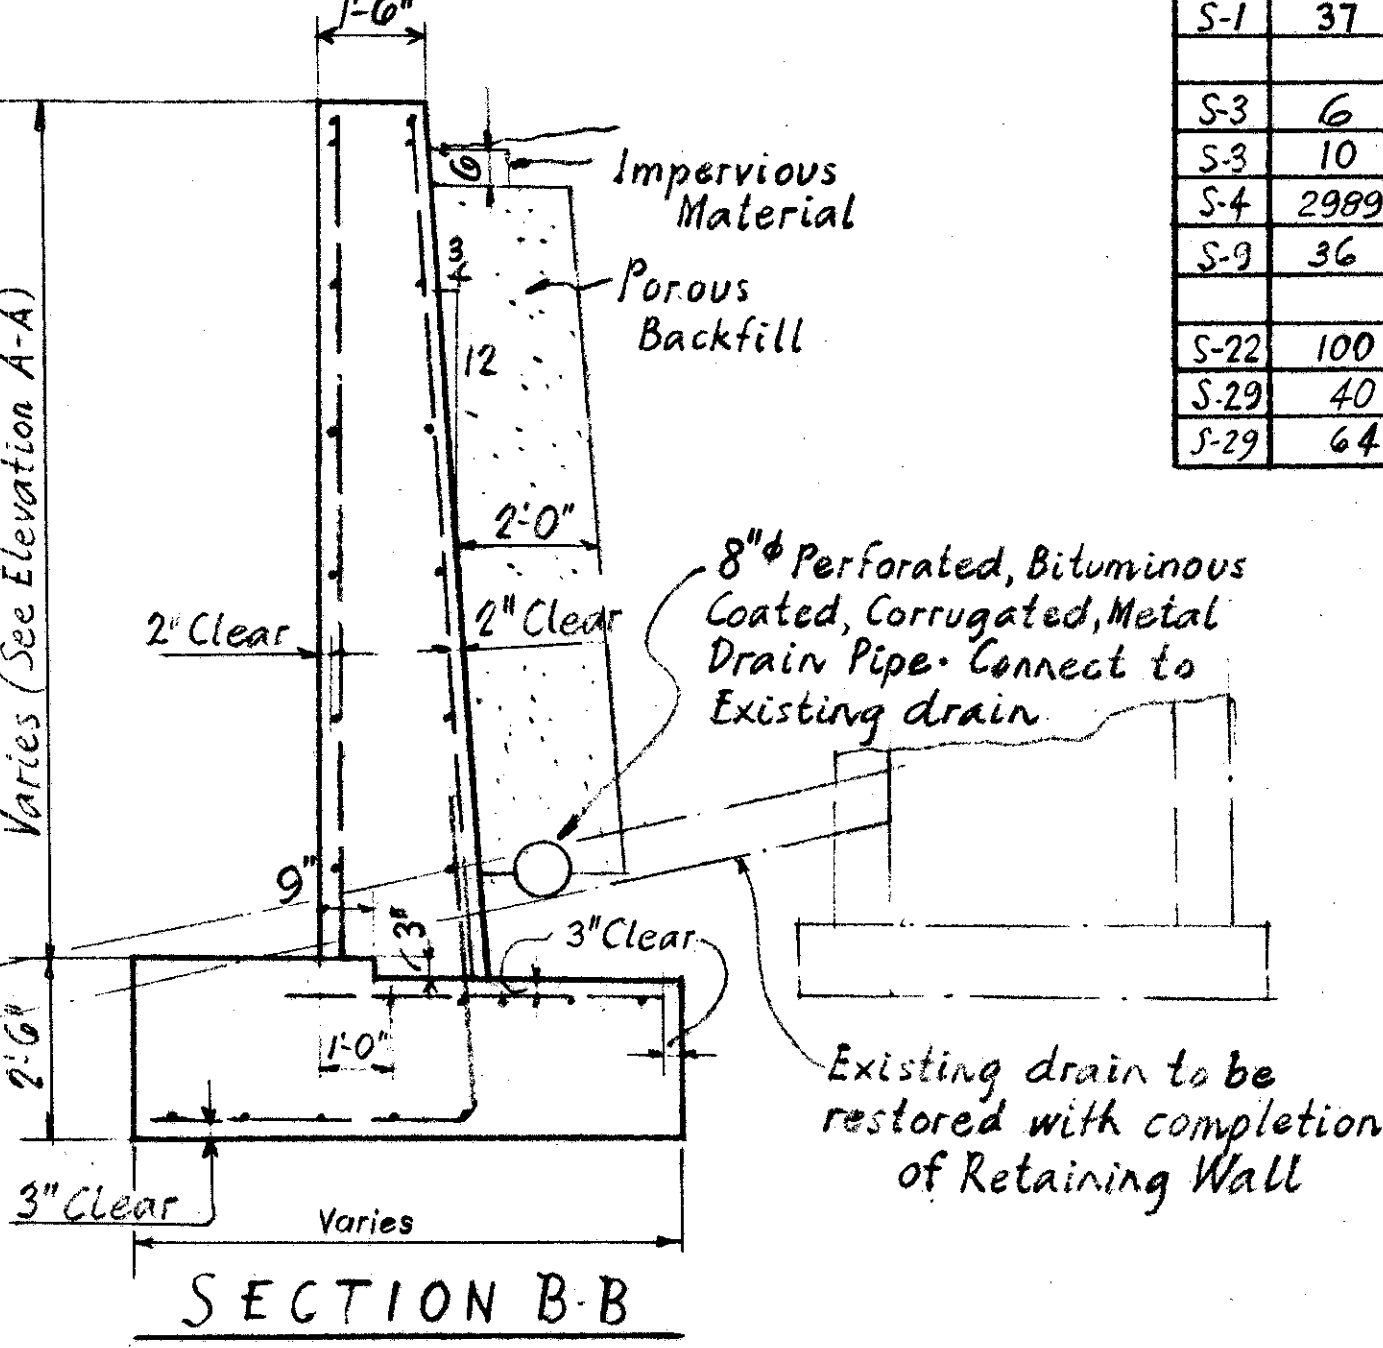 1'-6"
S-1 37
S-3 6
S-3 10
S-4 2989
S-9 36
S-22 100
S-29 40
S-29 64
6"
Impervious
Material
3/4
Porous
Backfill
12
Varies (See Elevation A-A)
2'-0"
2" Clear
2" Clear
8"ϕ Perforated, Bituminous
Coated, Corrugated, Metal
Drain Pipe. Connect to
Existing drain
9"
3"
3" Clear
2'-6"
1'-0"
Existing drain to be
restored with completion
of Retaining Wall
3" Clear
Varies
SECTION B-B